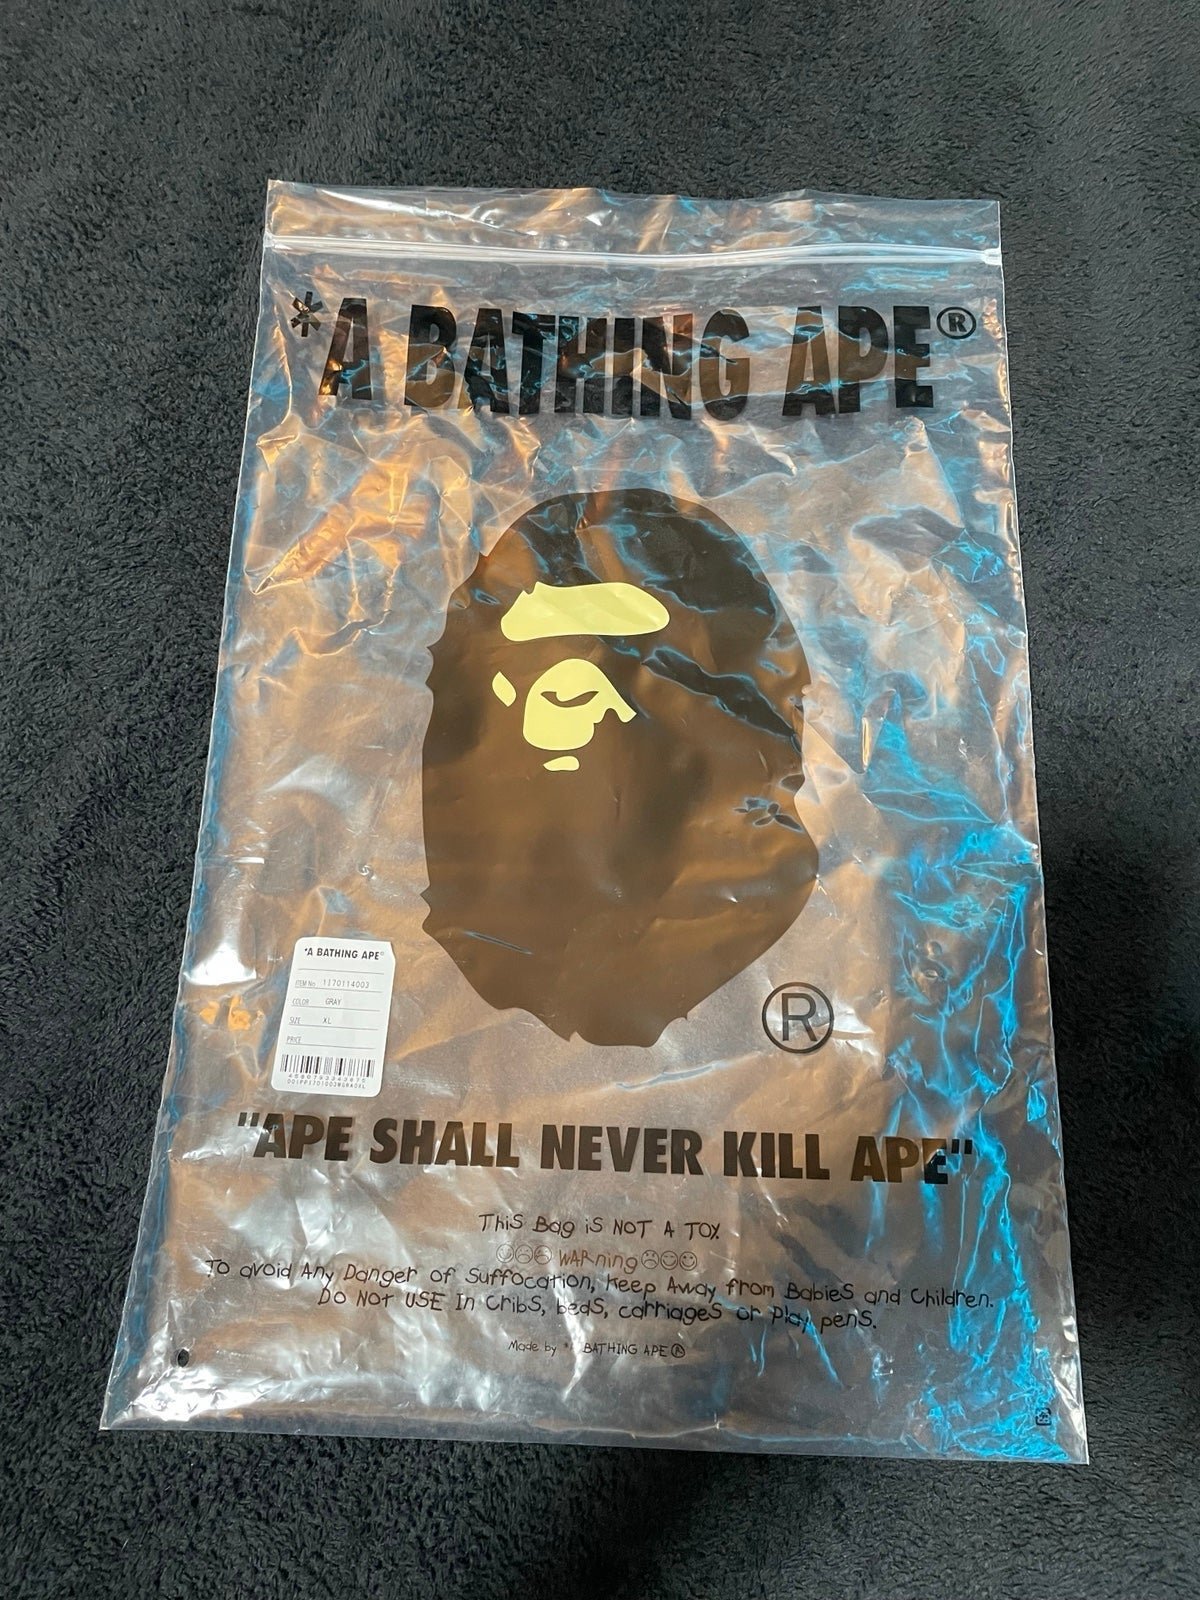 *A BATHING APE®
*A BATHING APE®
ITEM No. 1I70114003
COLOR GRAY
SIZE XL
PRICE
®
"APE SHALL NEVER KILL APE"
THiS Bag iS NOT A TOY.
WARning
To avoid Any Danger of Suffocation, Keep Away from BabieS and Children.
Do NOT USE In CribS, bedS, carriageS or Play penS.
Made by * BATHING APE®